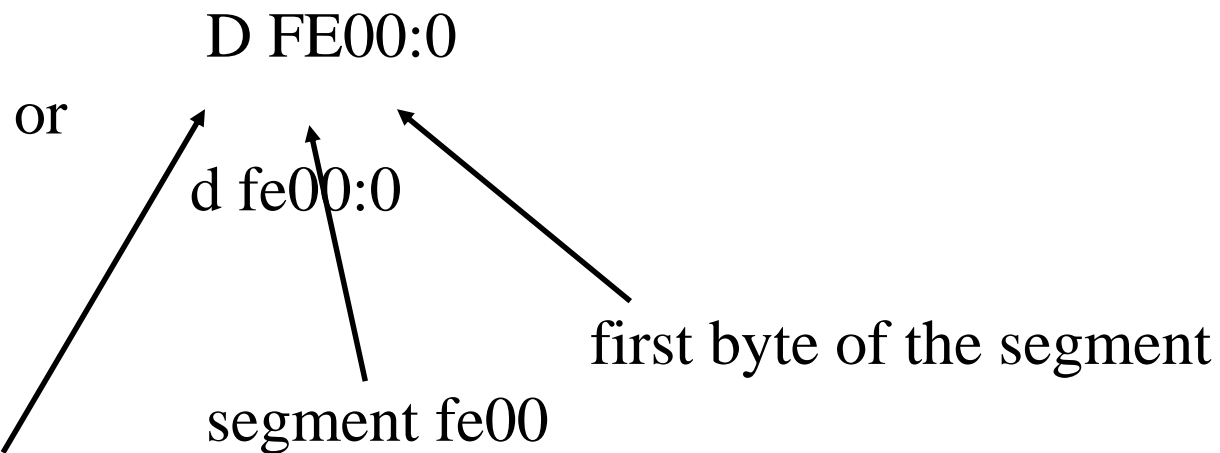 D FE00:0
or
d fe00:0
first byte of the segment
segment fe00